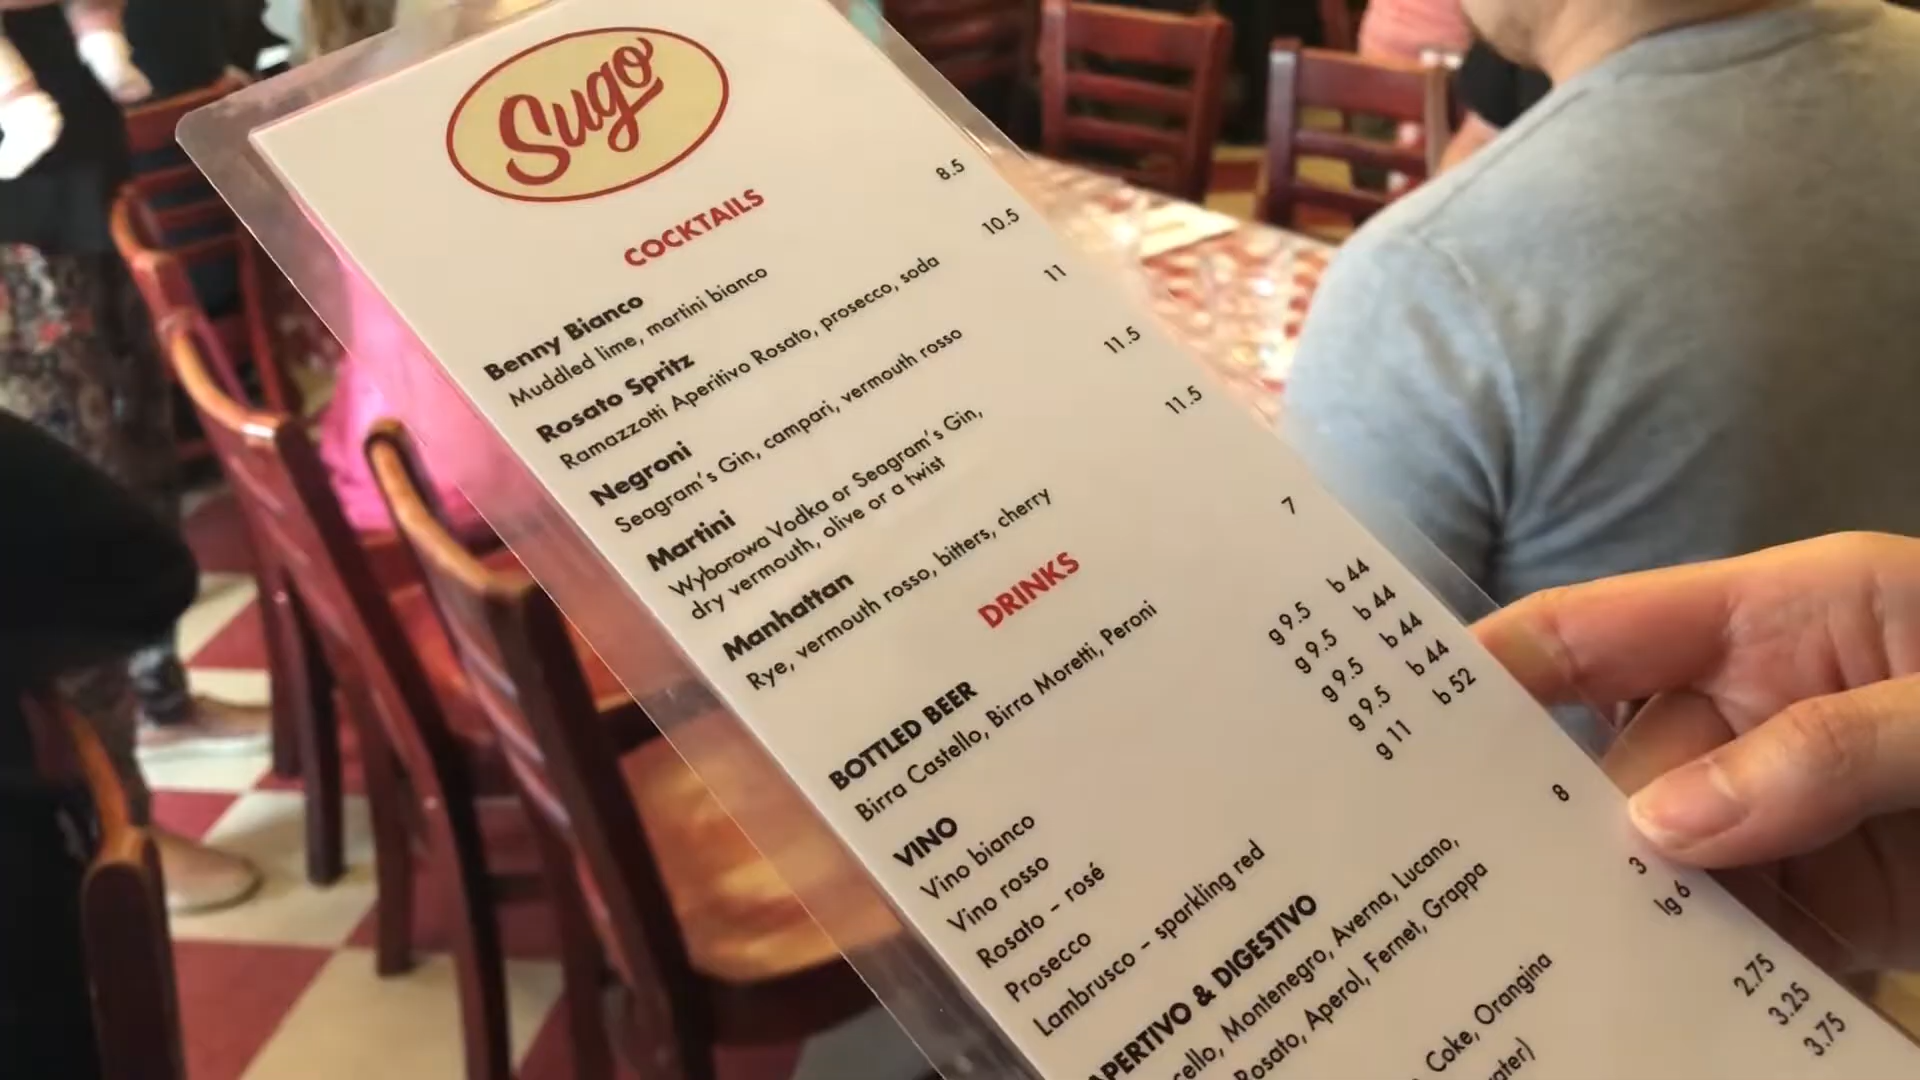 Sugo
COCKTAILS
Benny Bianco 8.5
Muddled lime, martini bianco
Rosato Spritz 10.5
Ramazzotti Aperitivo Rosato, prosecco, soda
Negroni 11
Seagram's Gin, campari, vermouth rosso
Martini 11.5
Wyborowa Vodka or Seagram's Gin,
dry vermouth, olive or a twist
Manhattan 11.5
Rye, vermouth rosso, bitters, cherry
DRINKS
BOTTLED BEER 7
Birra Castello, Birra Moretti, Peroni
VINO
Vino bianco g 9.5 b 44
Vino rosso g 9.5 b 44
Rosato – rosé g 9.5 b 44
Prosecco g 9.5 b 44
Lambrusco – sparkling red g 11 b 52
APERTIVO & DIGESTIVO 8
Montenegro, Averna, Lucano,
Rosato, Aperol, Fernet, Grappa
Coke, Orangina 3
lg 6
2.75
3.25
3.75